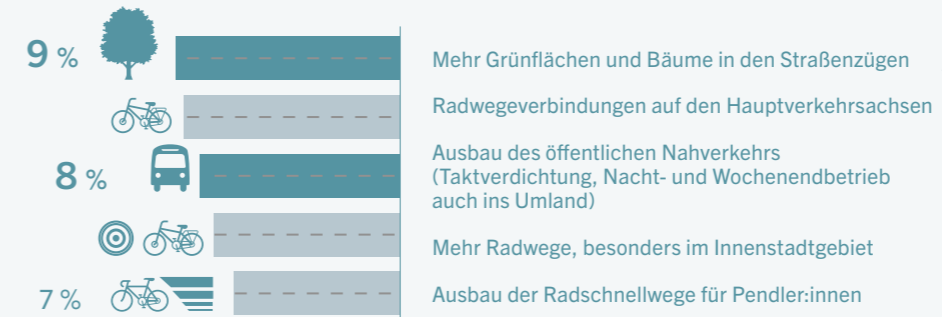 9 %
Mehr Grünflächen und Bäume in den Straßenzügen
Radwegeverbindungen auf den Hauptverkehrsachsen
8 %
Ausbau des öffentlichen Nahverkehrs
(Taktverdichtung, Nacht- und Wochenendbetrieb
auch ins Umland)
Mehr Radwege, besonders im Innenstadtgebiet
7 %
Ausbau der Radschnellwege für Pendler:innen